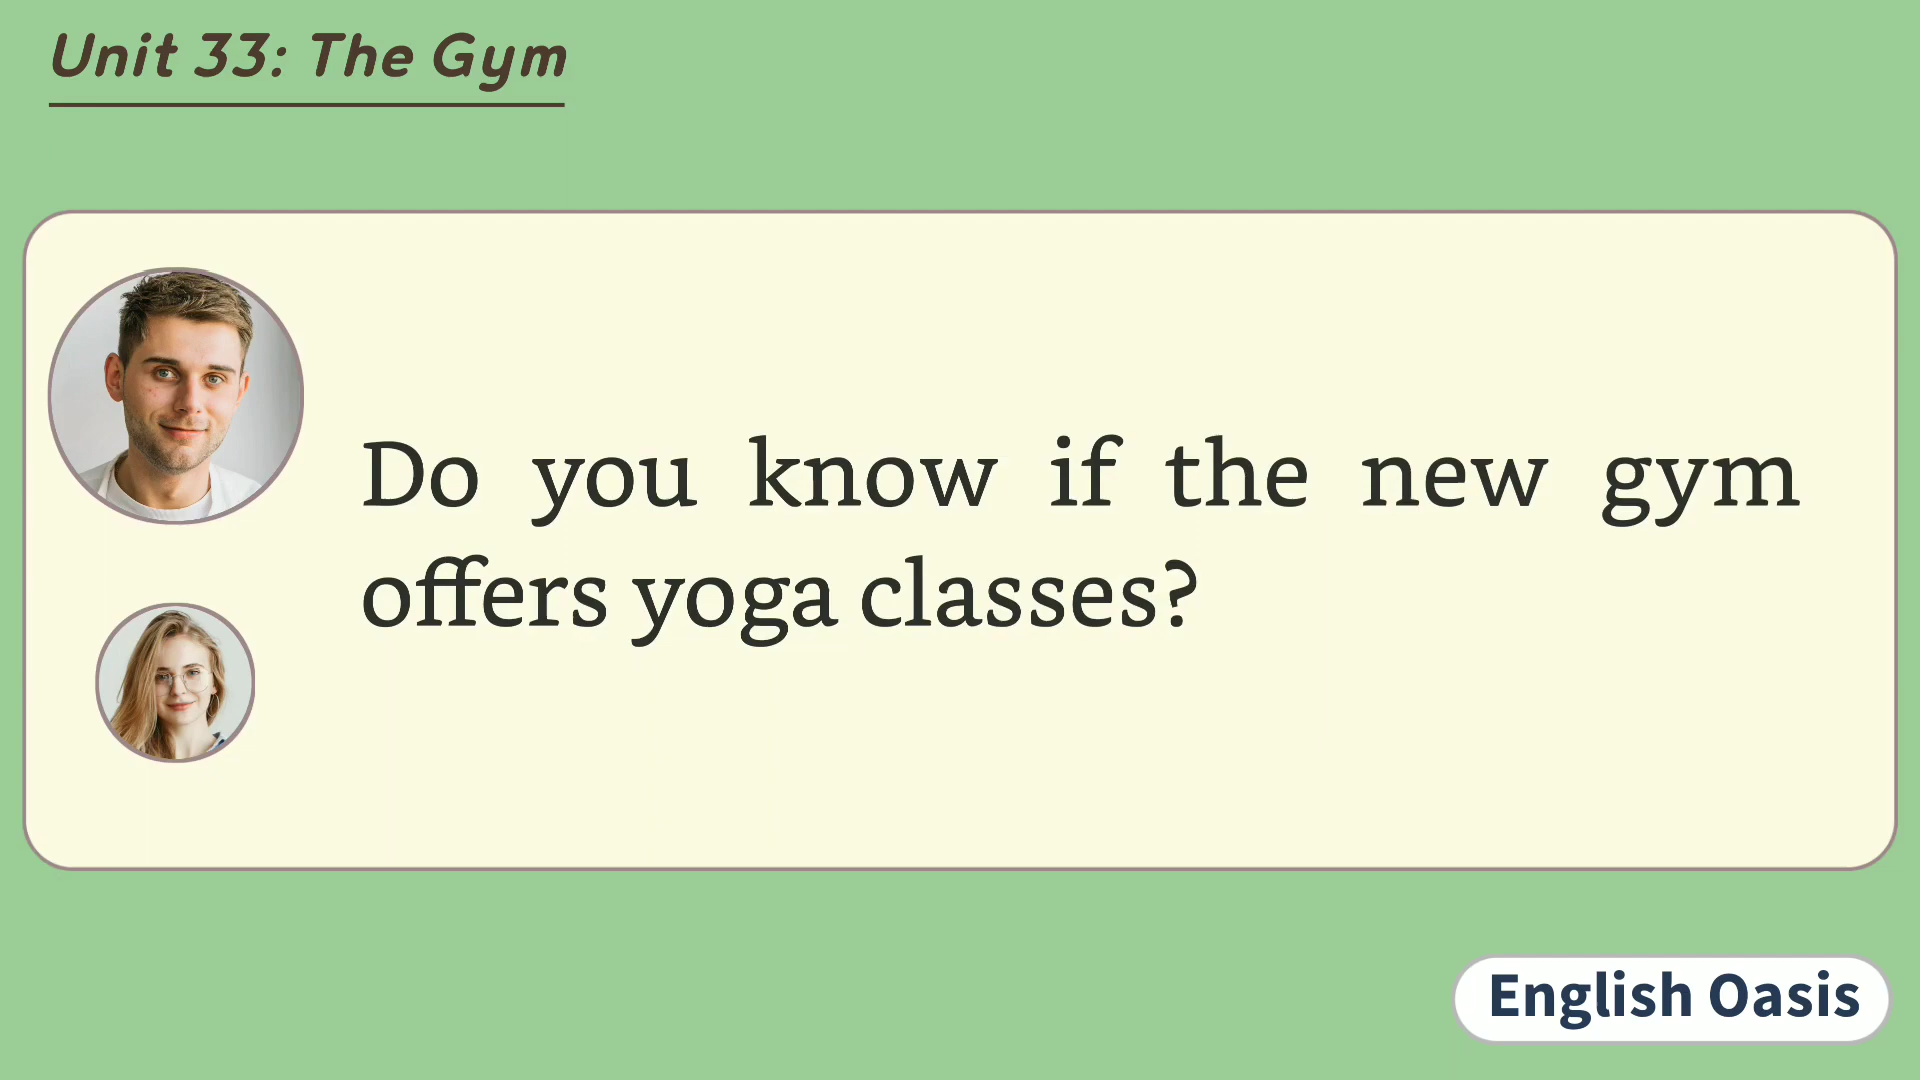 Unit 33: The Gym
Do you know if the new gym
offers yoga classes?
English Oasis